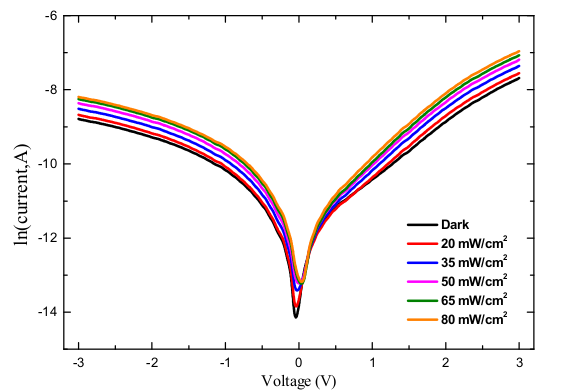 -6
-8
-10
-12
-14
ln(current,A)
Dark
20 mW/cm²
35 mW/cm²
50 mW/cm²
65 mW/cm²
80 mW/cm²
-3 -2 -1 0 1 2 3
Voltage (V)